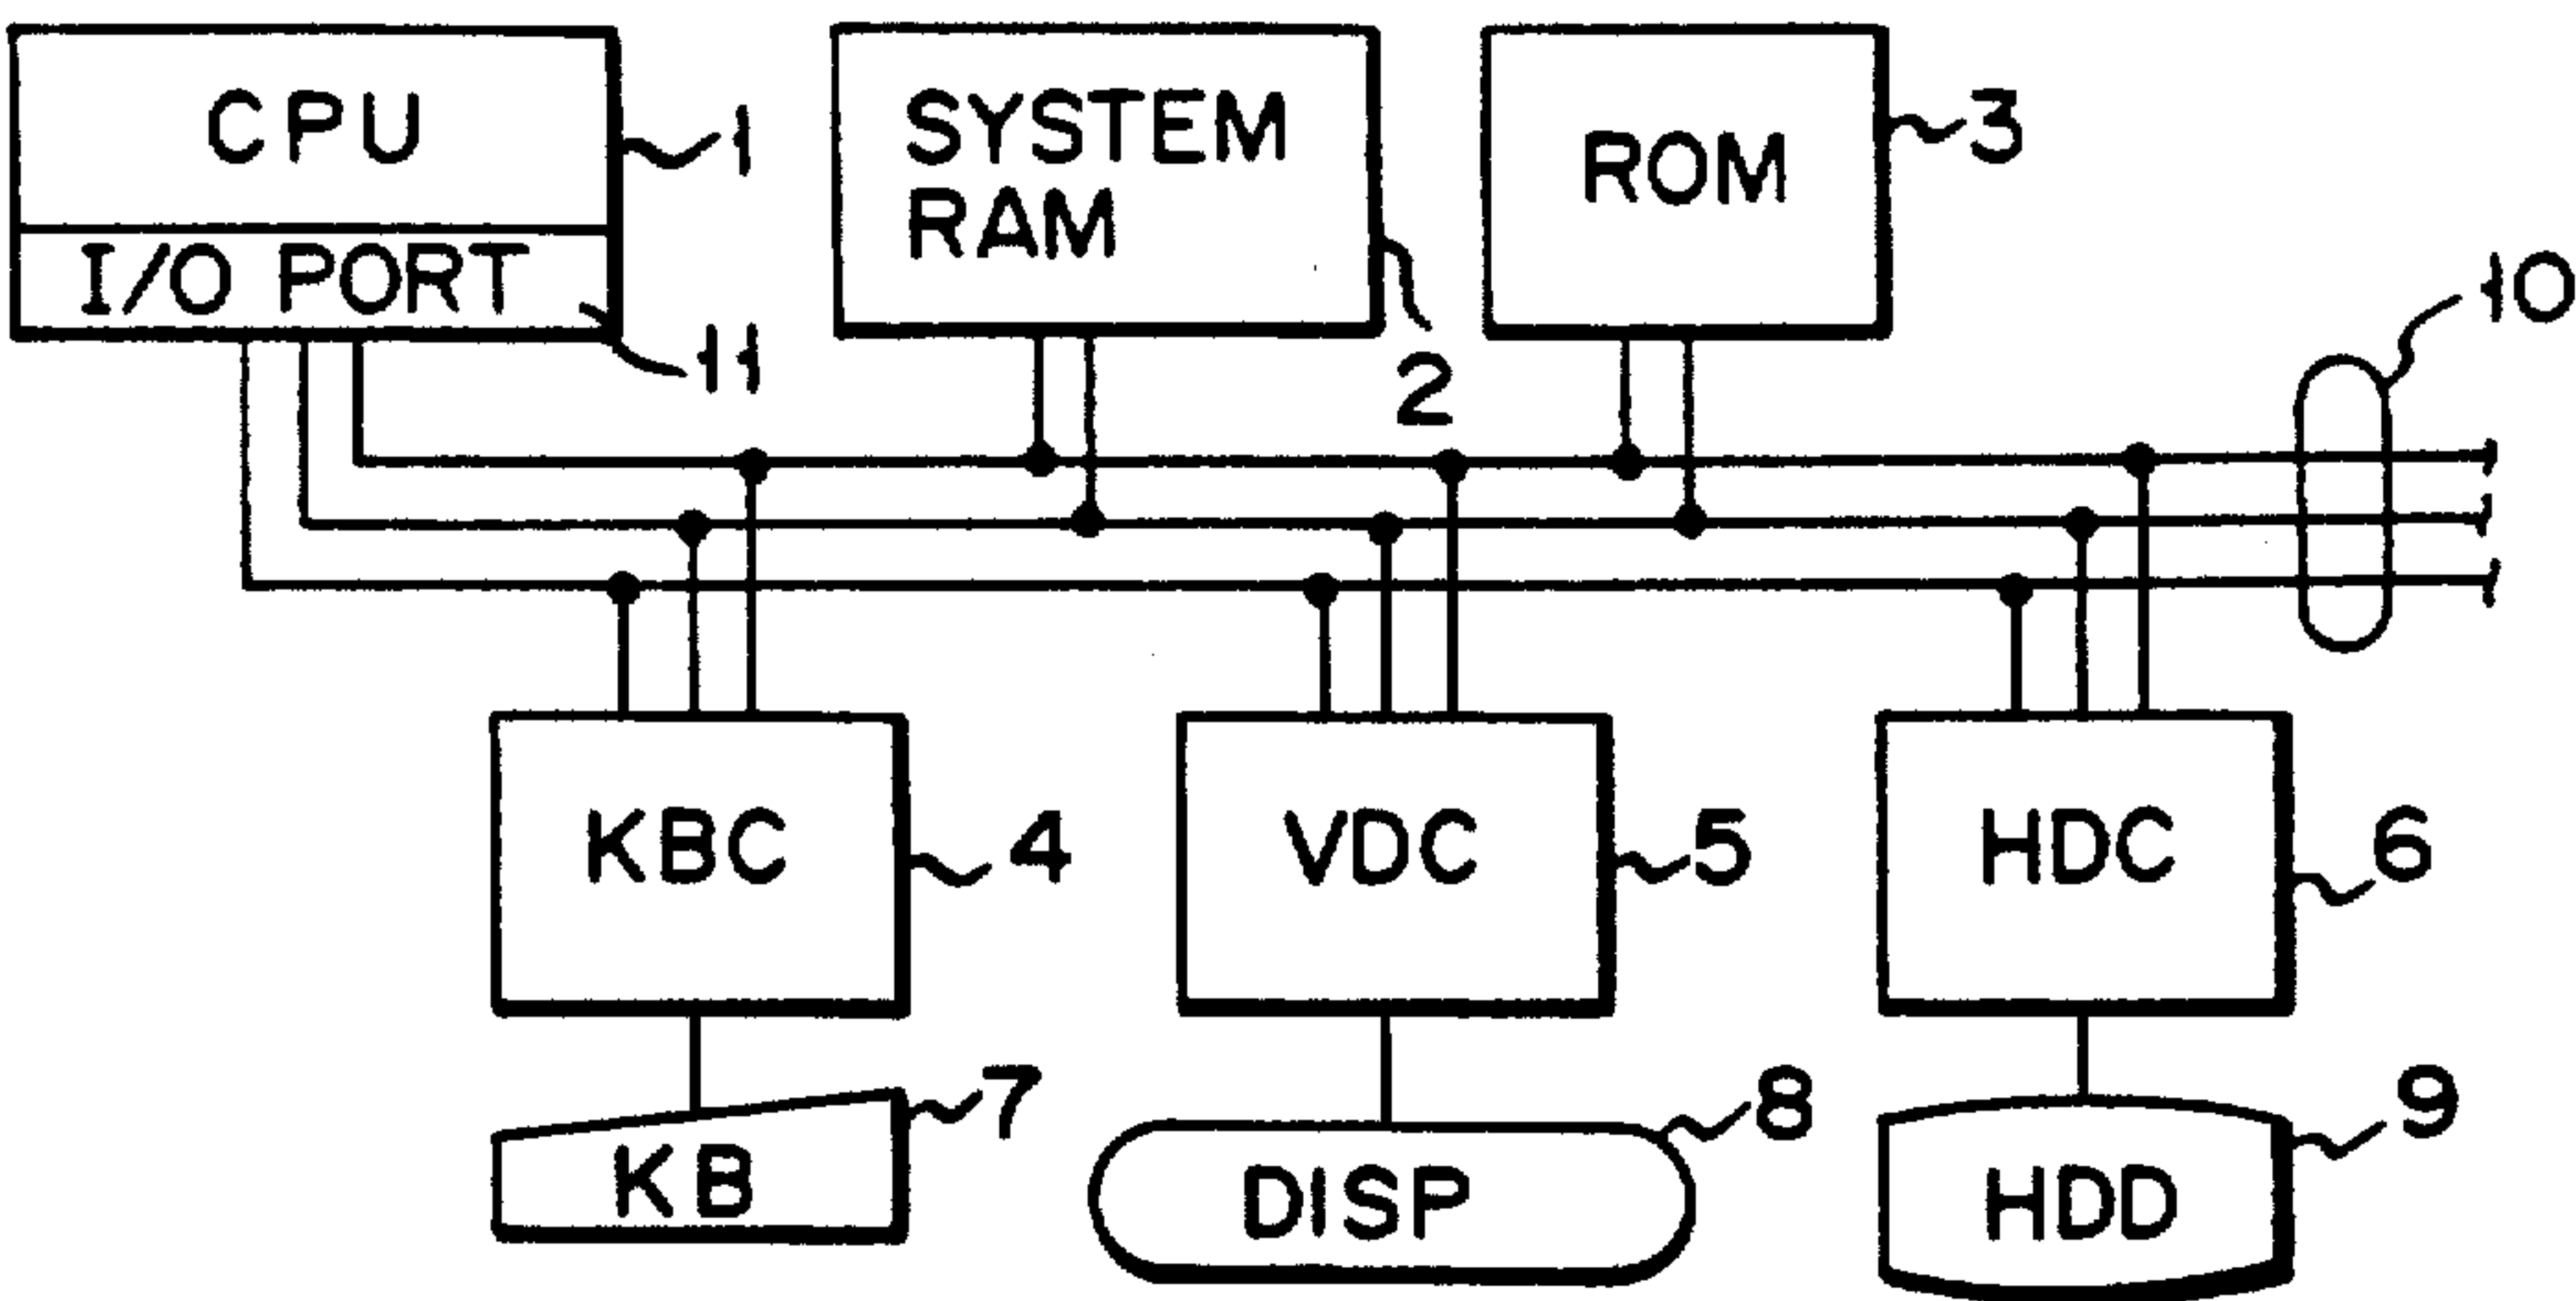 CPU
1
SYSTEM
RAM
2
ROM
3
I/O PORT
11
10
KBC
4
VDC
5
HDC
6
KB
7
DISP
8
HDD
9